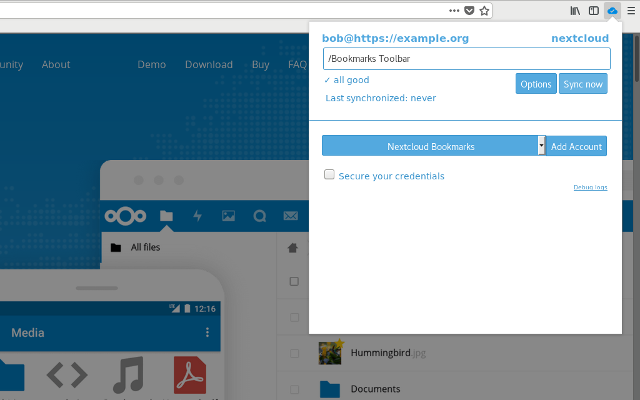 bob@https://example.org nextcloud
/Bookmarks Toolbar
✓ all good
Options Sync now
Last synchronized: never
Nextcloud Bookmarks Add Account
Secure your credentials
Debug logs
unity About Demo Download Buy FAQ
All files
12:16
Media
Hummingbird.jpg
Documents